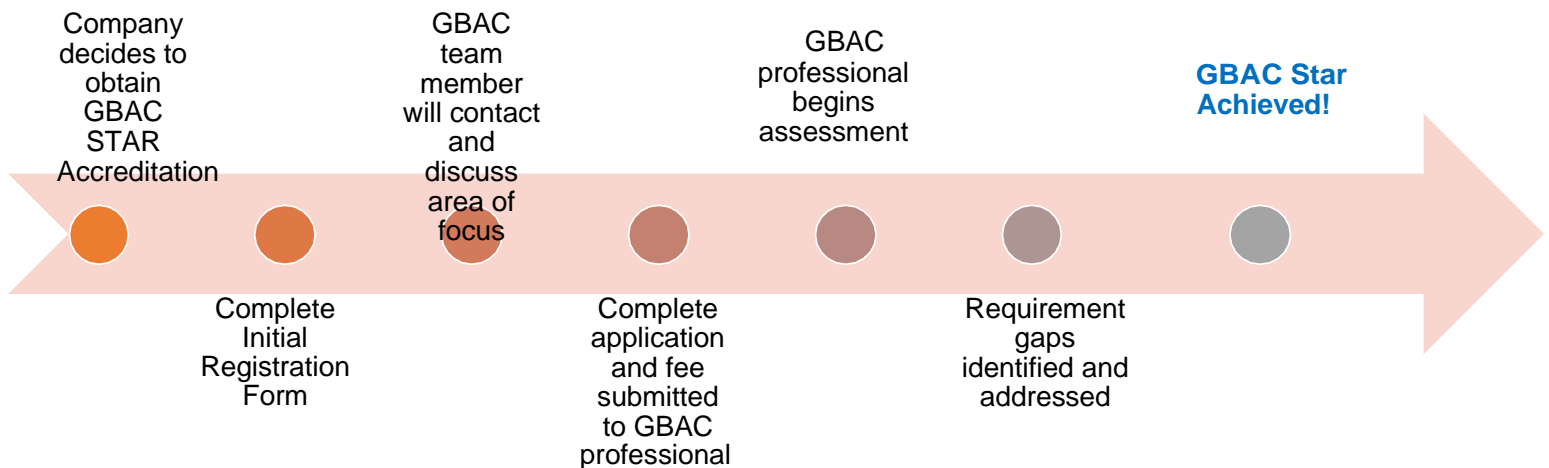 Company
decides to
obtain
GBAC
STAR
Accreditation
Complete
Initial
Registration
Form
GBAC
team
member
will contact
and
discuss
area of
focus
Complete
application
and fee
submitted
to GBAC
professional
GBAC
professional
begins
assessment
Requirement
gaps
identified and
addressed
GBAC Star
Achieved!